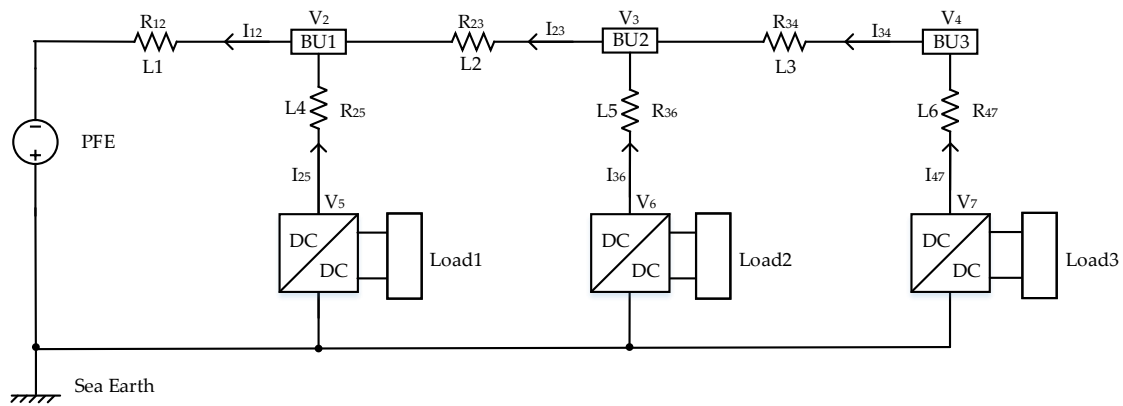 R12 I12 V2 R23 I23 V3 R34 I34 V4
BU1 BU2 BU3
L1 L2 L3
L4 R25 L5 R36 L6 R47
− PFE
+
I25 I36 I47
V5 V6 V7
DC DC Load1 DC DC Load2 DC DC Load3
Sea Earth